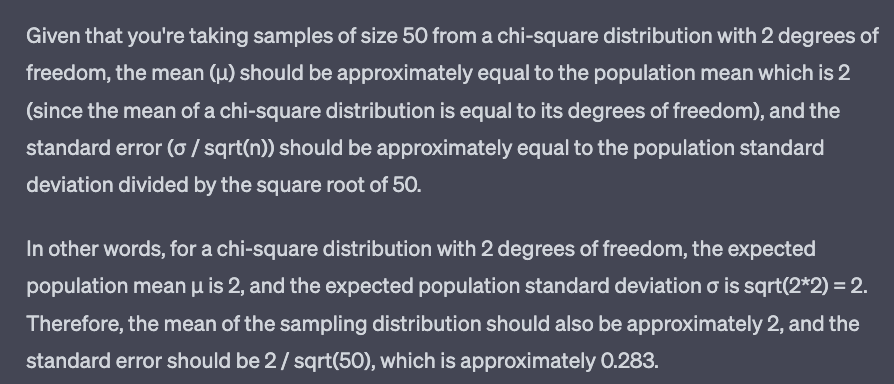 Given that you're taking samples of size 50 from a chi-square distribution with 2 degrees of
freedom, the mean (μ) should be approximately equal to the population mean which is 2
(since the mean of a chi-square distribution is equal to its degrees of freedom), and the
standard error (σ / sqrt(n)) should be approximately equal to the population standard
deviation divided by the square root of 50.
In other words, for a chi-square distribution with 2 degrees of freedom, the expected
population mean μ is 2, and the expected population standard deviation σ is sqrt(2*2) = 2.
Therefore, the mean of the sampling distribution should also be approximately 2, and the
standard error should be 2 / sqrt(50), which is approximately 0.283.